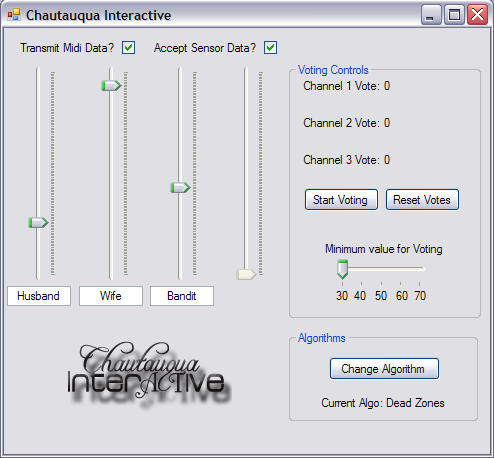 Chautauqua Interactive
Transmit Midi Data?
Accept Sensor Data?
Voting Controls
Channel 1 Vote: 0
Channel 2 Vote: 0
Channel 3 Vote: 0
Start Voting
Reset Votes
Minimum value for Voting
30 40 50 60 70
Husband
Wife
Bandit
Chautauqua
InterACTive
Algorithms
Change Algorithm
Current Algo: Dead Zones